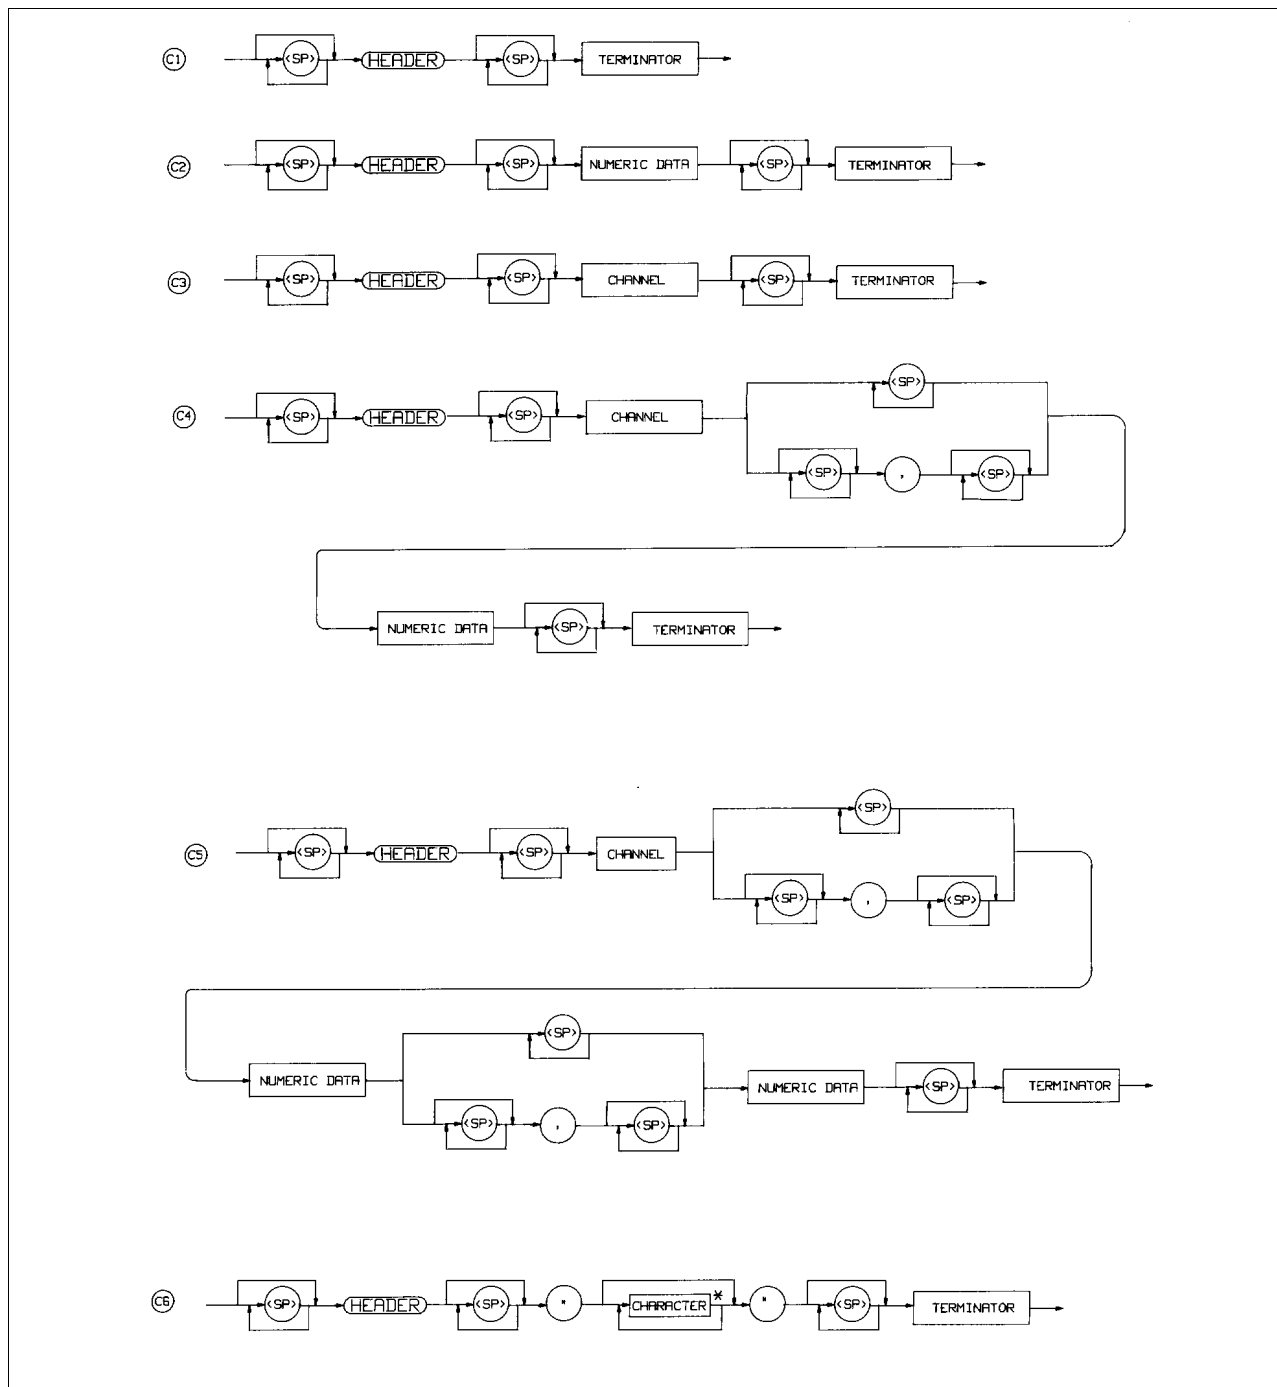 C1 <SP> HEADER <SP> TERMINATOR
C2 <SP> HEADER <SP> NUMERIC DATA <SP> TERMINATOR
C3 <SP> HEADER <SP> CHANNEL <SP> TERMINATOR
<SP>
C4 <SP> HEADER <SP> CHANNEL
<SP> , <SP>
NUMERIC DATA <SP> TERMINATOR
<SP>
C5 <SP> HEADER <SP> CHANNEL
<SP> , <SP>
<SP>
NUMERIC DATA NUMERIC DATA <SP> TERMINATOR
<SP> , <SP>
C6 <SP> HEADER <SP> " CHARACTER * " <SP> TERMINATOR